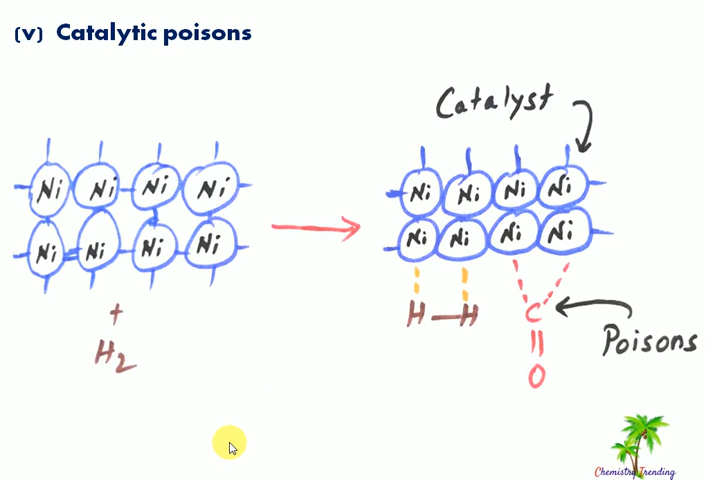 (v) Catalytic poisons
Catalyst
Ni Ni Ni Ni
Ni Ni Ni Ni
+
H2
Ni Ni Ni Ni
Ni Ni Ni Ni
H—H
C
O
Poisons
Chemistry Trending